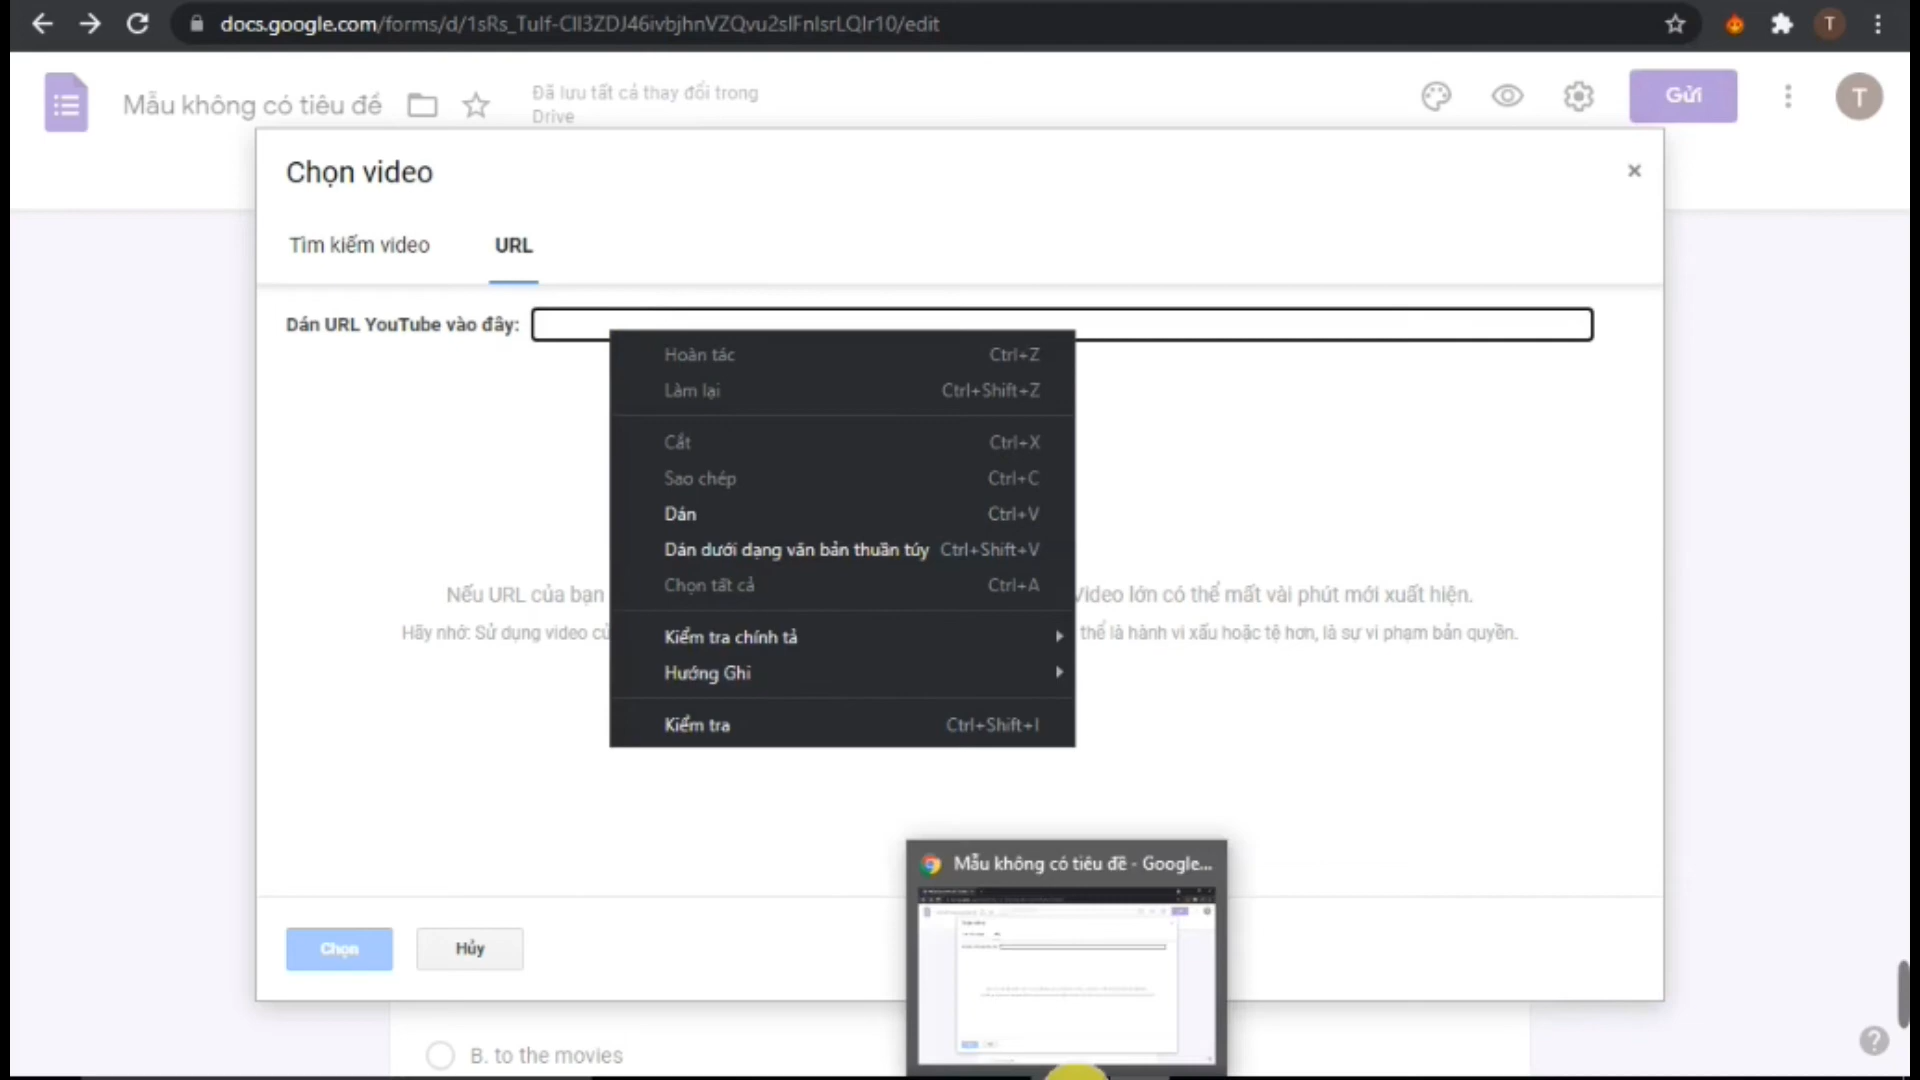 docs.google.com/forms/d/1sRs_TuIf-CIl3ZDJ46ivbjhnVZQvu2sIFnIsrLQIr10/edit
T
Mẫu không có tiêu đề
Đã lưu tất cả thay đổi trong
Drive
Gửi
T
Chọn video
×
Tìm kiếm video
URL
Dán URL YouTube vào đây:
Hoàn tác Ctrl+Z
Làm lại Ctrl+Shift+Z
Cắt Ctrl+X
Sao chép Ctrl+C
Dán Ctrl+V
Dán dưới dạng văn bản thuần túy Ctrl+Shift+V
Chọn tất cả Ctrl+A
Nếu URL của bạn Video lớn có thể mất vài phút mới xuất hiện.
Hãy nhớ: Sử dụng video củ thể là hành vi xấu hoặc tệ hơn, là sự vi phạm bản quyền.
Kiểm tra chính tả
Hướng Ghi
Kiểm tra Ctrl+Shift+I
Mẫu không có tiêu đề - Google...
Chọn
Hủy
B. to the movies
?